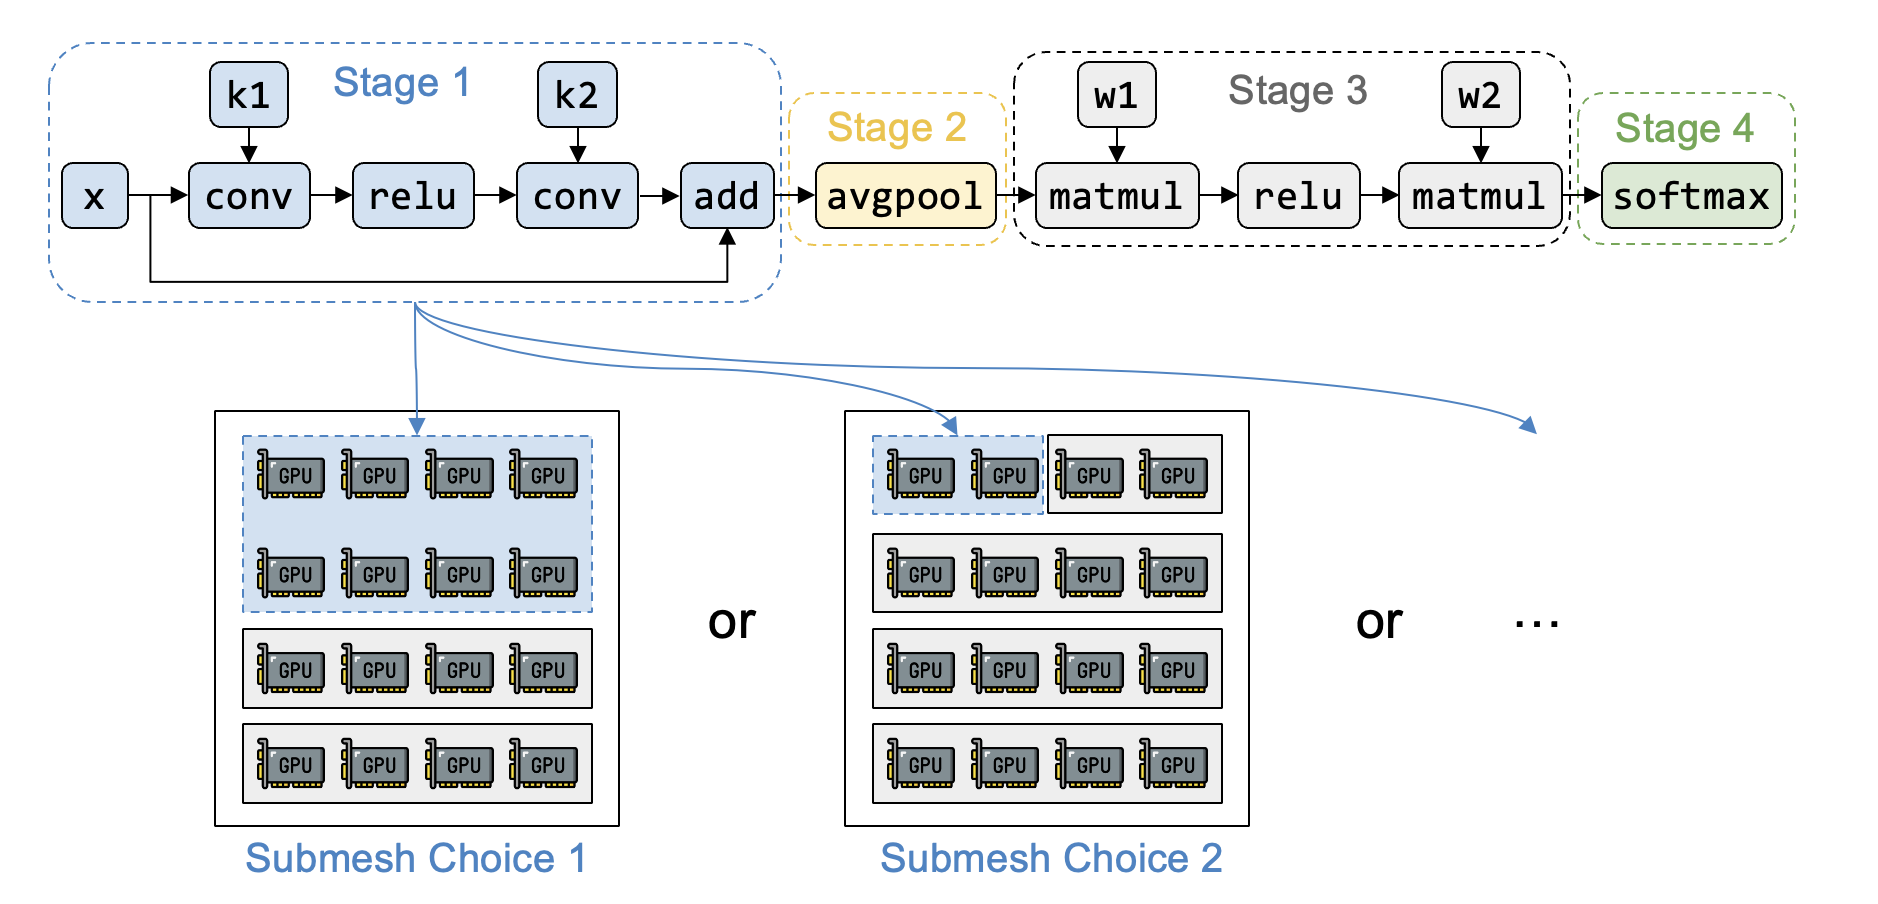 Stage 1
k1
k2
x
conv
relu
conv
add
Stage 2
avgpool
Stage 3
w1
w2
matmul
relu
matmul
Stage 4
softmax
GPU GPU GPU GPU
GPU GPU GPU GPU
GPU GPU GPU GPU
GPU GPU GPU GPU
Submesh Choice 1
or
GPU GPU GPU GPU
GPU GPU GPU GPU
GPU GPU GPU GPU
GPU GPU GPU GPU
Submesh Choice 2
or
...